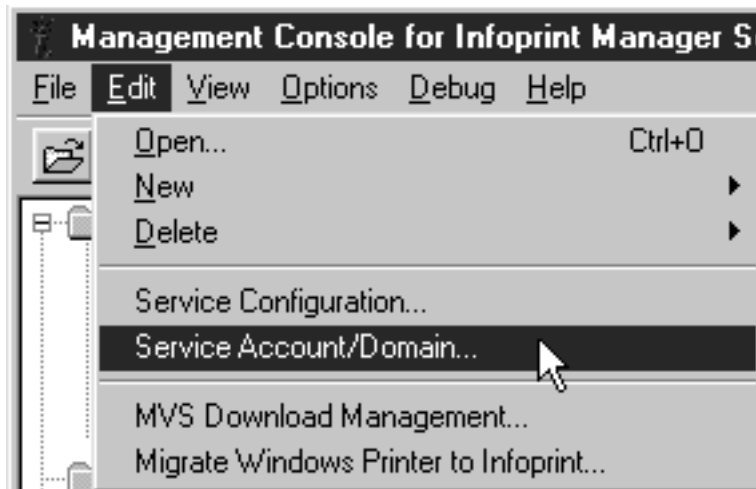 Management Console for Infoprint Manager
File Edit View Options Debug Help
Open... Ctrl+O
New
Delete
Service Configuration...
Service Account/Domain...
MVS Download Management...
Migrate Windows Printer to Infoprint...